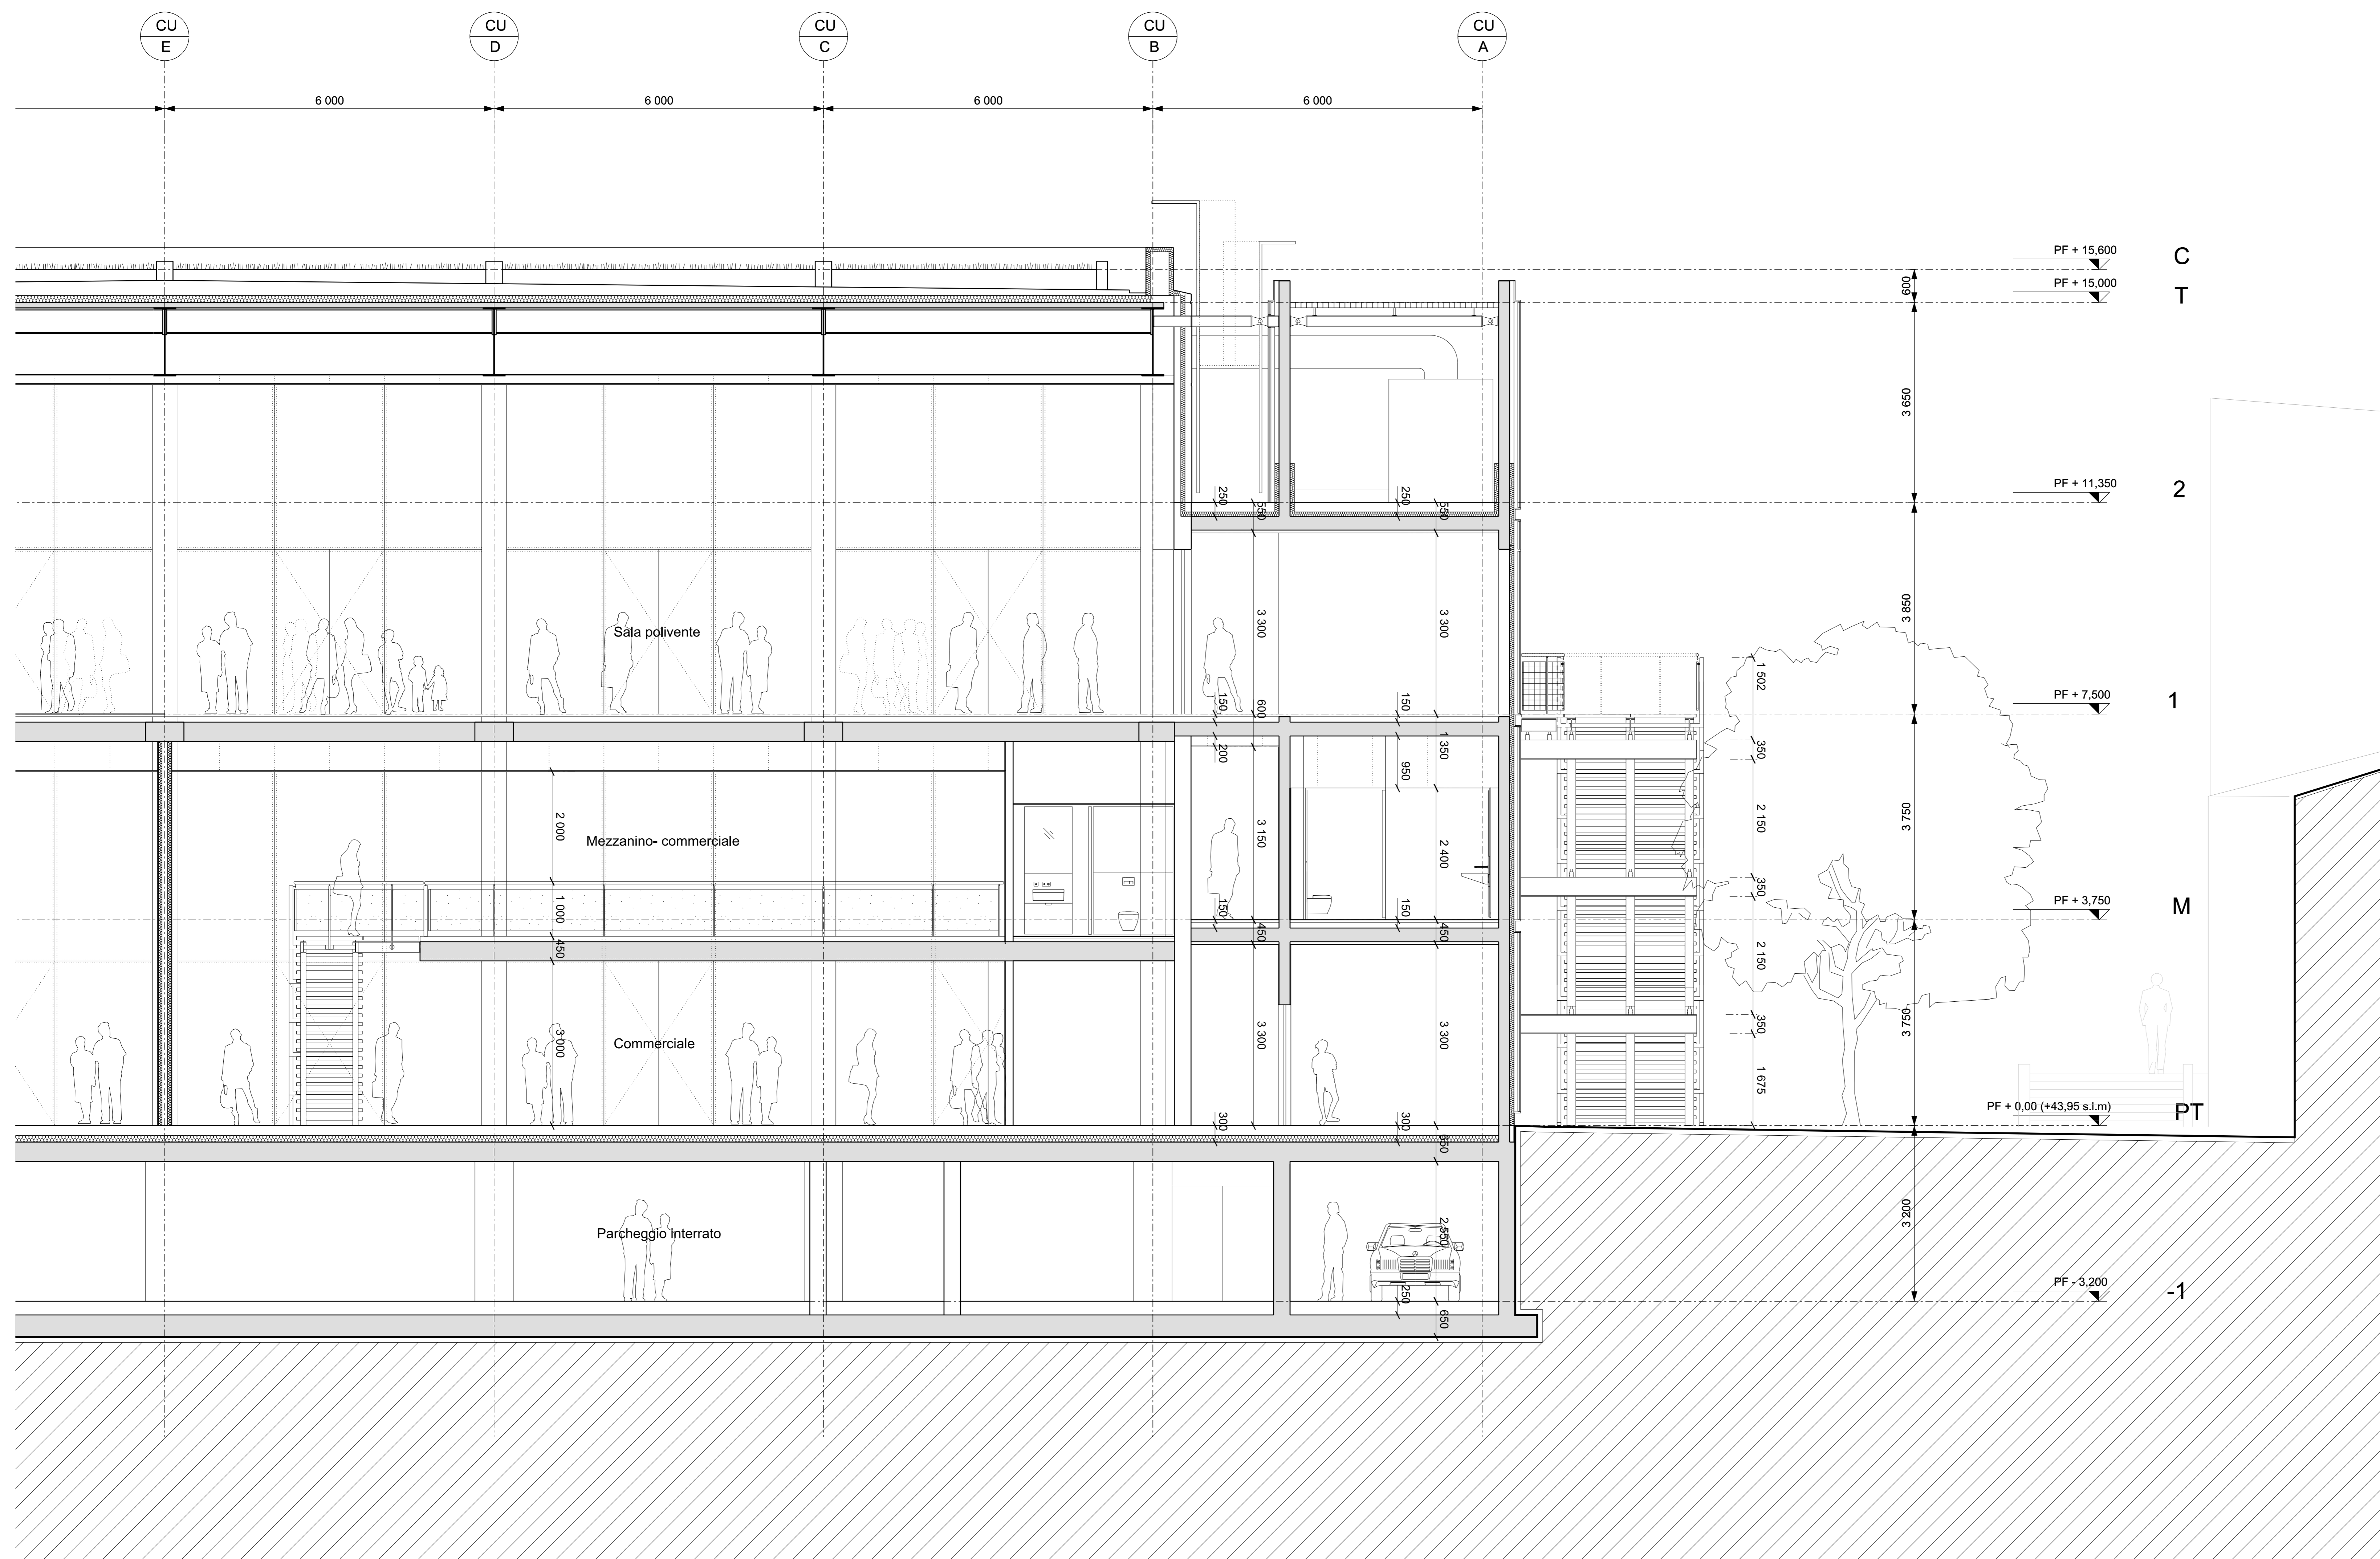 CU
E
CU
D
CU
C
CU
B
CU
A
6 000
6 000
6 000
6 000
PF + 15,600
C
600
PF + 15,000
T
3 650
250
550
250
550
PF + 11,350
2
3 850
Sala polivente
3 300
3 300
1 502
150
600
150
PF + 7,500
1
200
1 350
350
950
2 000
Mezzanino- commerciale
3 150
2 400
2 150
3 750
350
1 000
450
150
450
150
450
PF + 3,750
M
2 150
3 000
Commerciale
3 300
3 300
350
3 750
1 675
300
300
650
PF + 0,00 (+43,95 s.l.m)
PT
Parcheggio interrato
2 550
3 200
250
650
PF - 3,200
-1